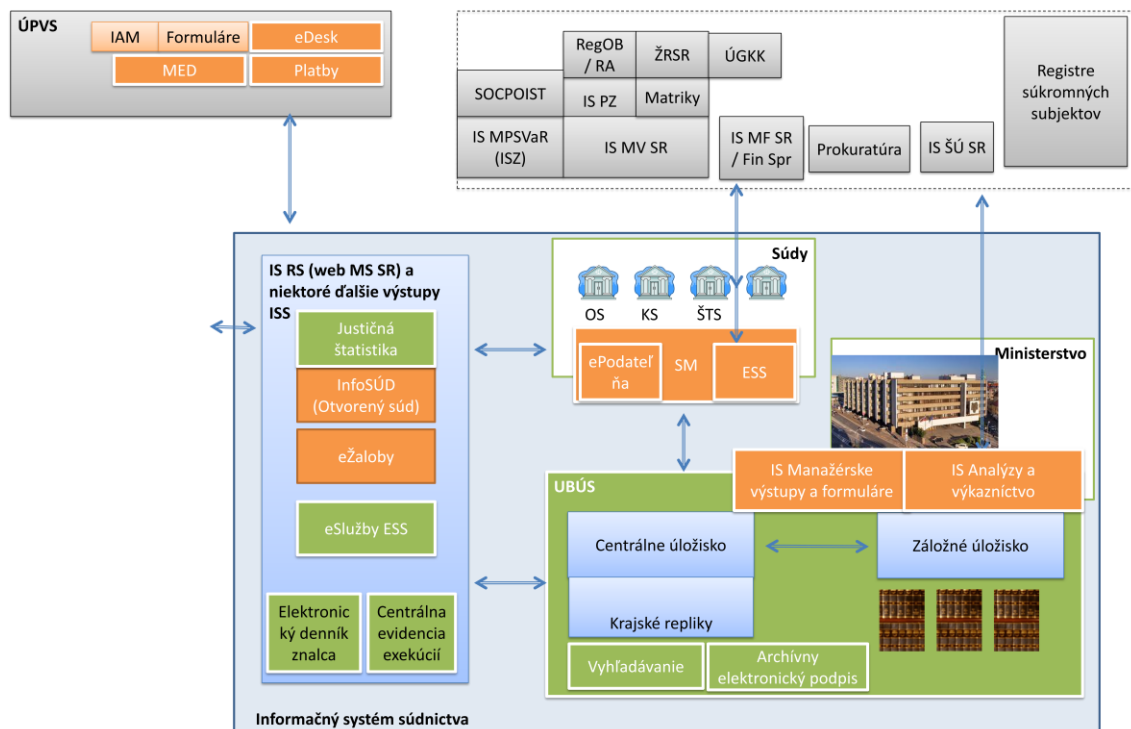 ÚPVS
IAM
Formuláre
eDesk
MED
Platby
RegOB
/ RA
ŽRSR
ÚGKK
SOCPOIST
IS PZ
Matriky
IS MPSVaR
(ISZ)
IS MV SR
IS MF SR
/ Fin Spr
Prokuratúra
IS ŠÚ SR
Registre
súkromných
subjektov
IS RS (web MS SR) a
niektoré ďalšie výstupy
ISS
Justičná
štatistika
InfoSÚD
(Otvorený súd)
eŽaloby
eSlužby ESS
Elektronic
ký denník
znalca
Centrálna
evidencia
exekúcií
Súdy
OS
KS
ŠTS
ePodateľ
ňa
SM
ESS
Ministerstvo
IS Manažérske
výstupy a formuláre
IS Analýzy a
výkazníctvo
UBÚS
Centrálne úložisko
Záložné úložisko
Krajské repliky
Vyhľadávanie
Archívny
elektronický podpis
Informačný systém súdnictva